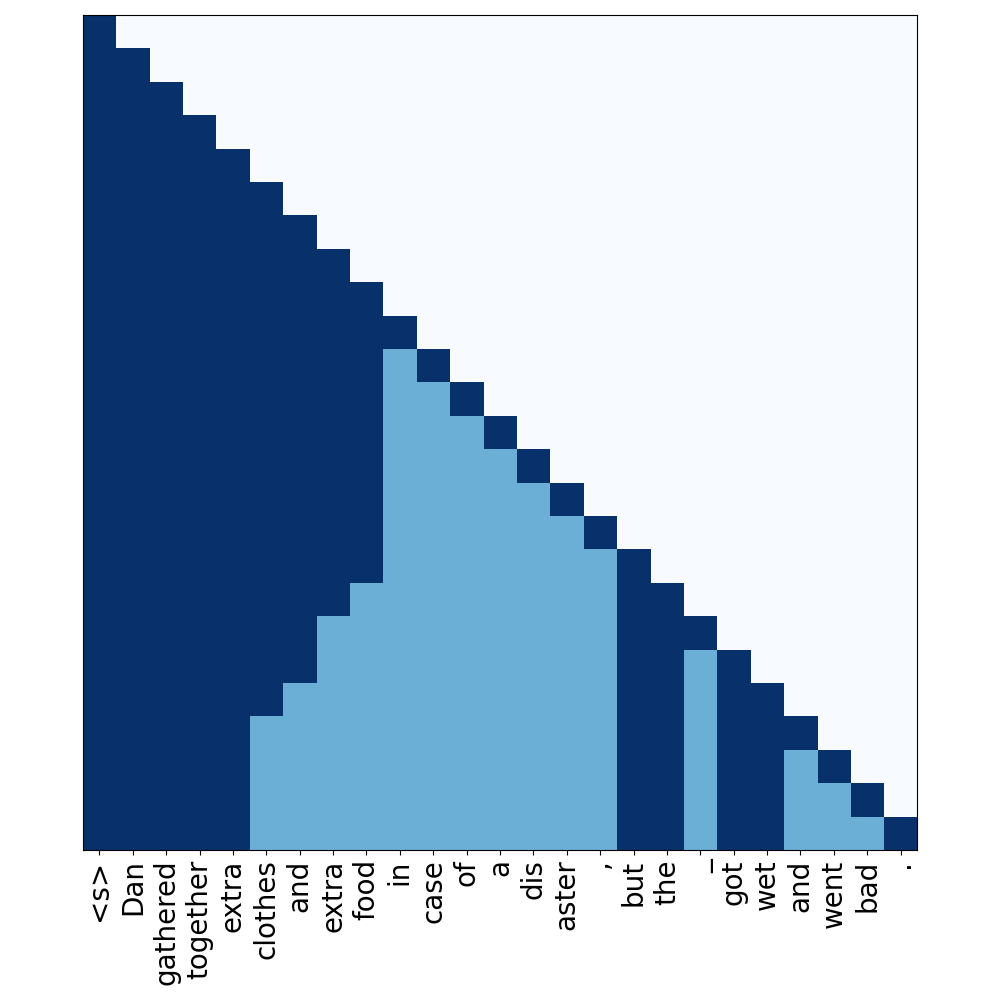 <s> Dan gathered together extra clothes and extra food in case of a dis aster , but the _ got wet and went bad .